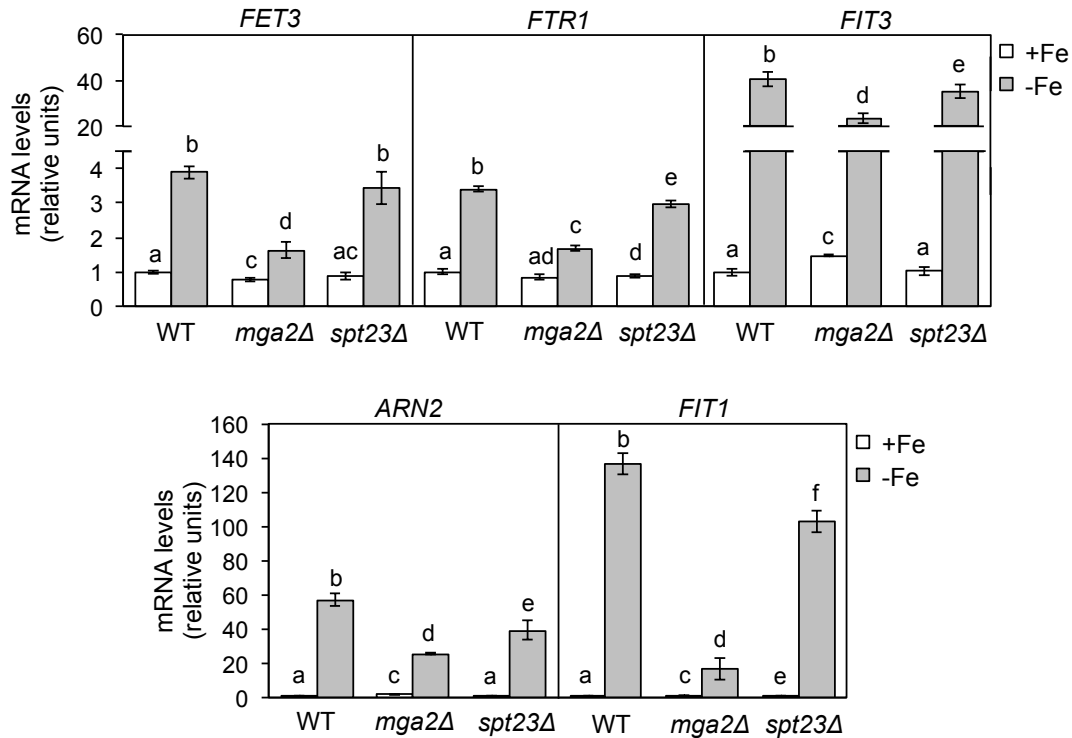 FET3 FTR1 FIT3
60
40
20
4
3
2
1
0
mRNA levels
(relative units)
+Fe
-Fe
a b c d ac b
a b ad c d e
a b c d a e
WT mga2Δ spt23Δ WT mga2Δ spt23Δ WT mga2Δ spt23Δ
ARN2 FIT1
160
140
120
100
80
60
40
20
0
mRNA levels
(relative units)
+Fe
-Fe
a b c d a e
a b c d e f
WT mga2Δ spt23Δ WT mga2Δ spt23Δ